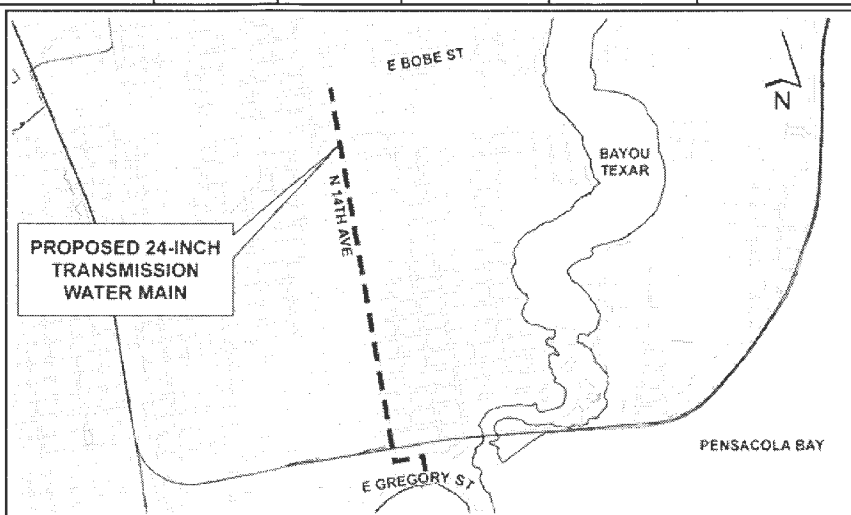 E BOBE ST
N
BAYOU
TEXAR
N 14TH AVE
PROPOSED 24-INCH
TRANSMISSION
WATER MAIN
PENSACOLA BAY
E GREGORY ST